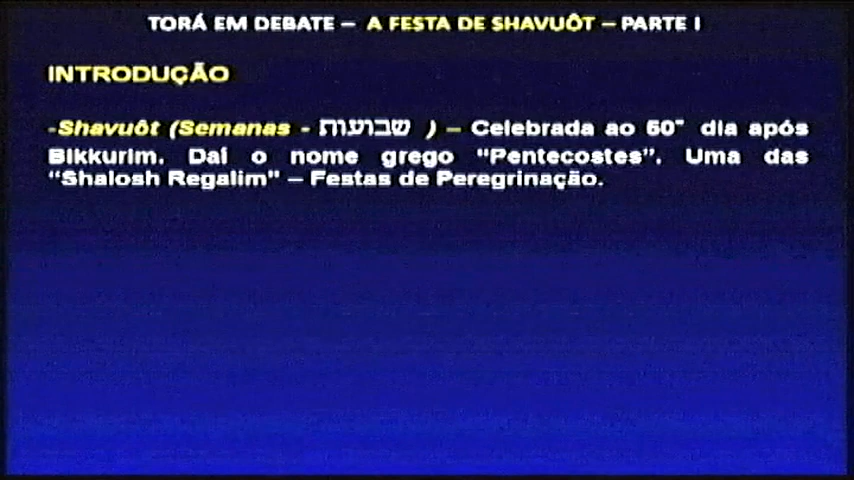 TORÁ EM DEBATE – A FESTA DE SHAVUÔT – PARTE I
INTRODUÇÃO
-Shavuôt (Semanas - שבועות ) – Celebrada ao 50º dia após
Bikkurim. Daí o nome grego "Pentecostes". Uma das
"Shalosh Regalim" – Festas de Peregrinação.